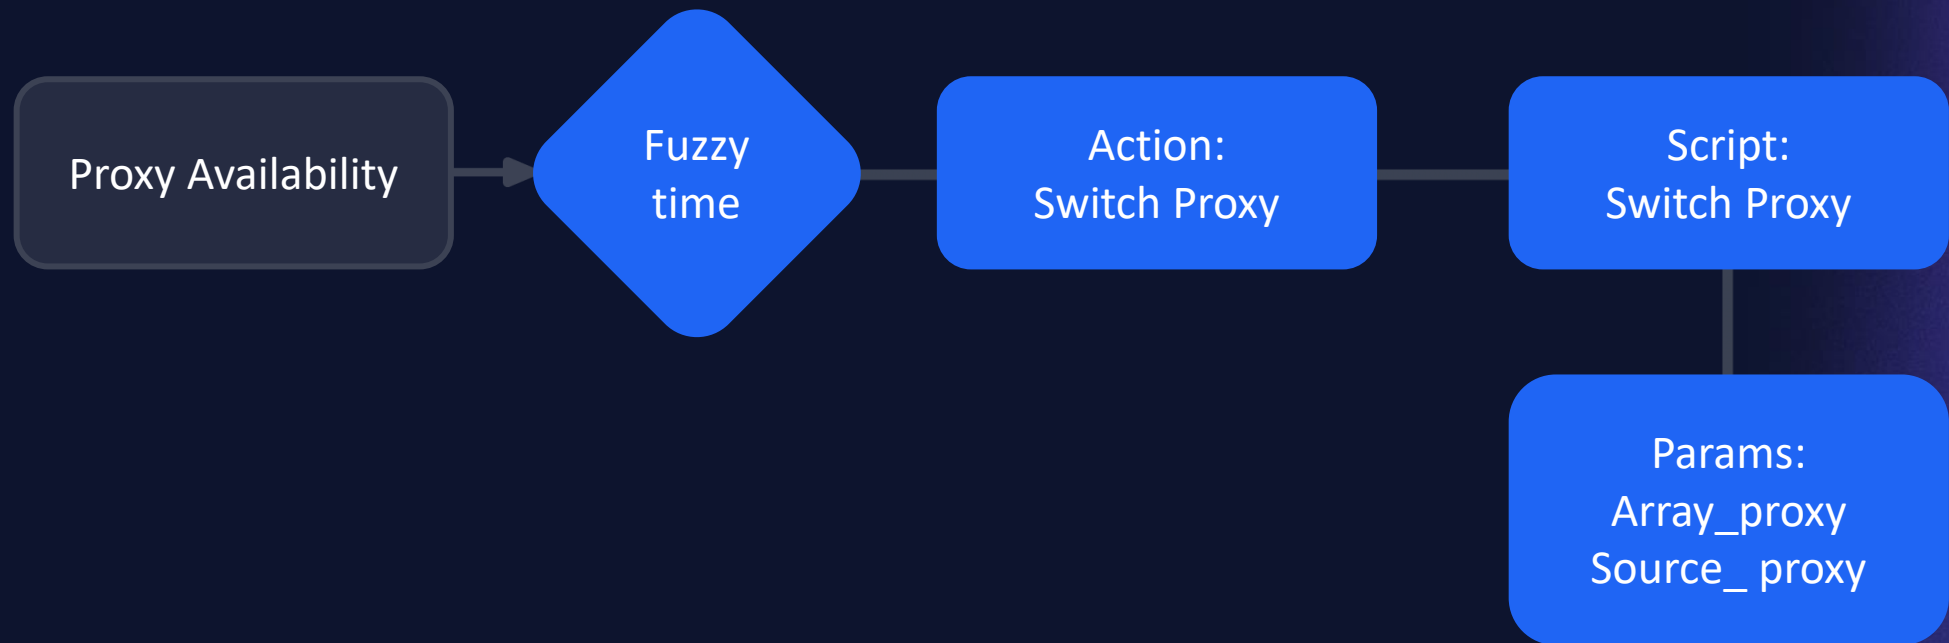 Proxy Availability
Fuzzy
time
Action:
Switch Proxy
Script:
Switch Proxy
Params:
Array_proxy
Source_ proxy